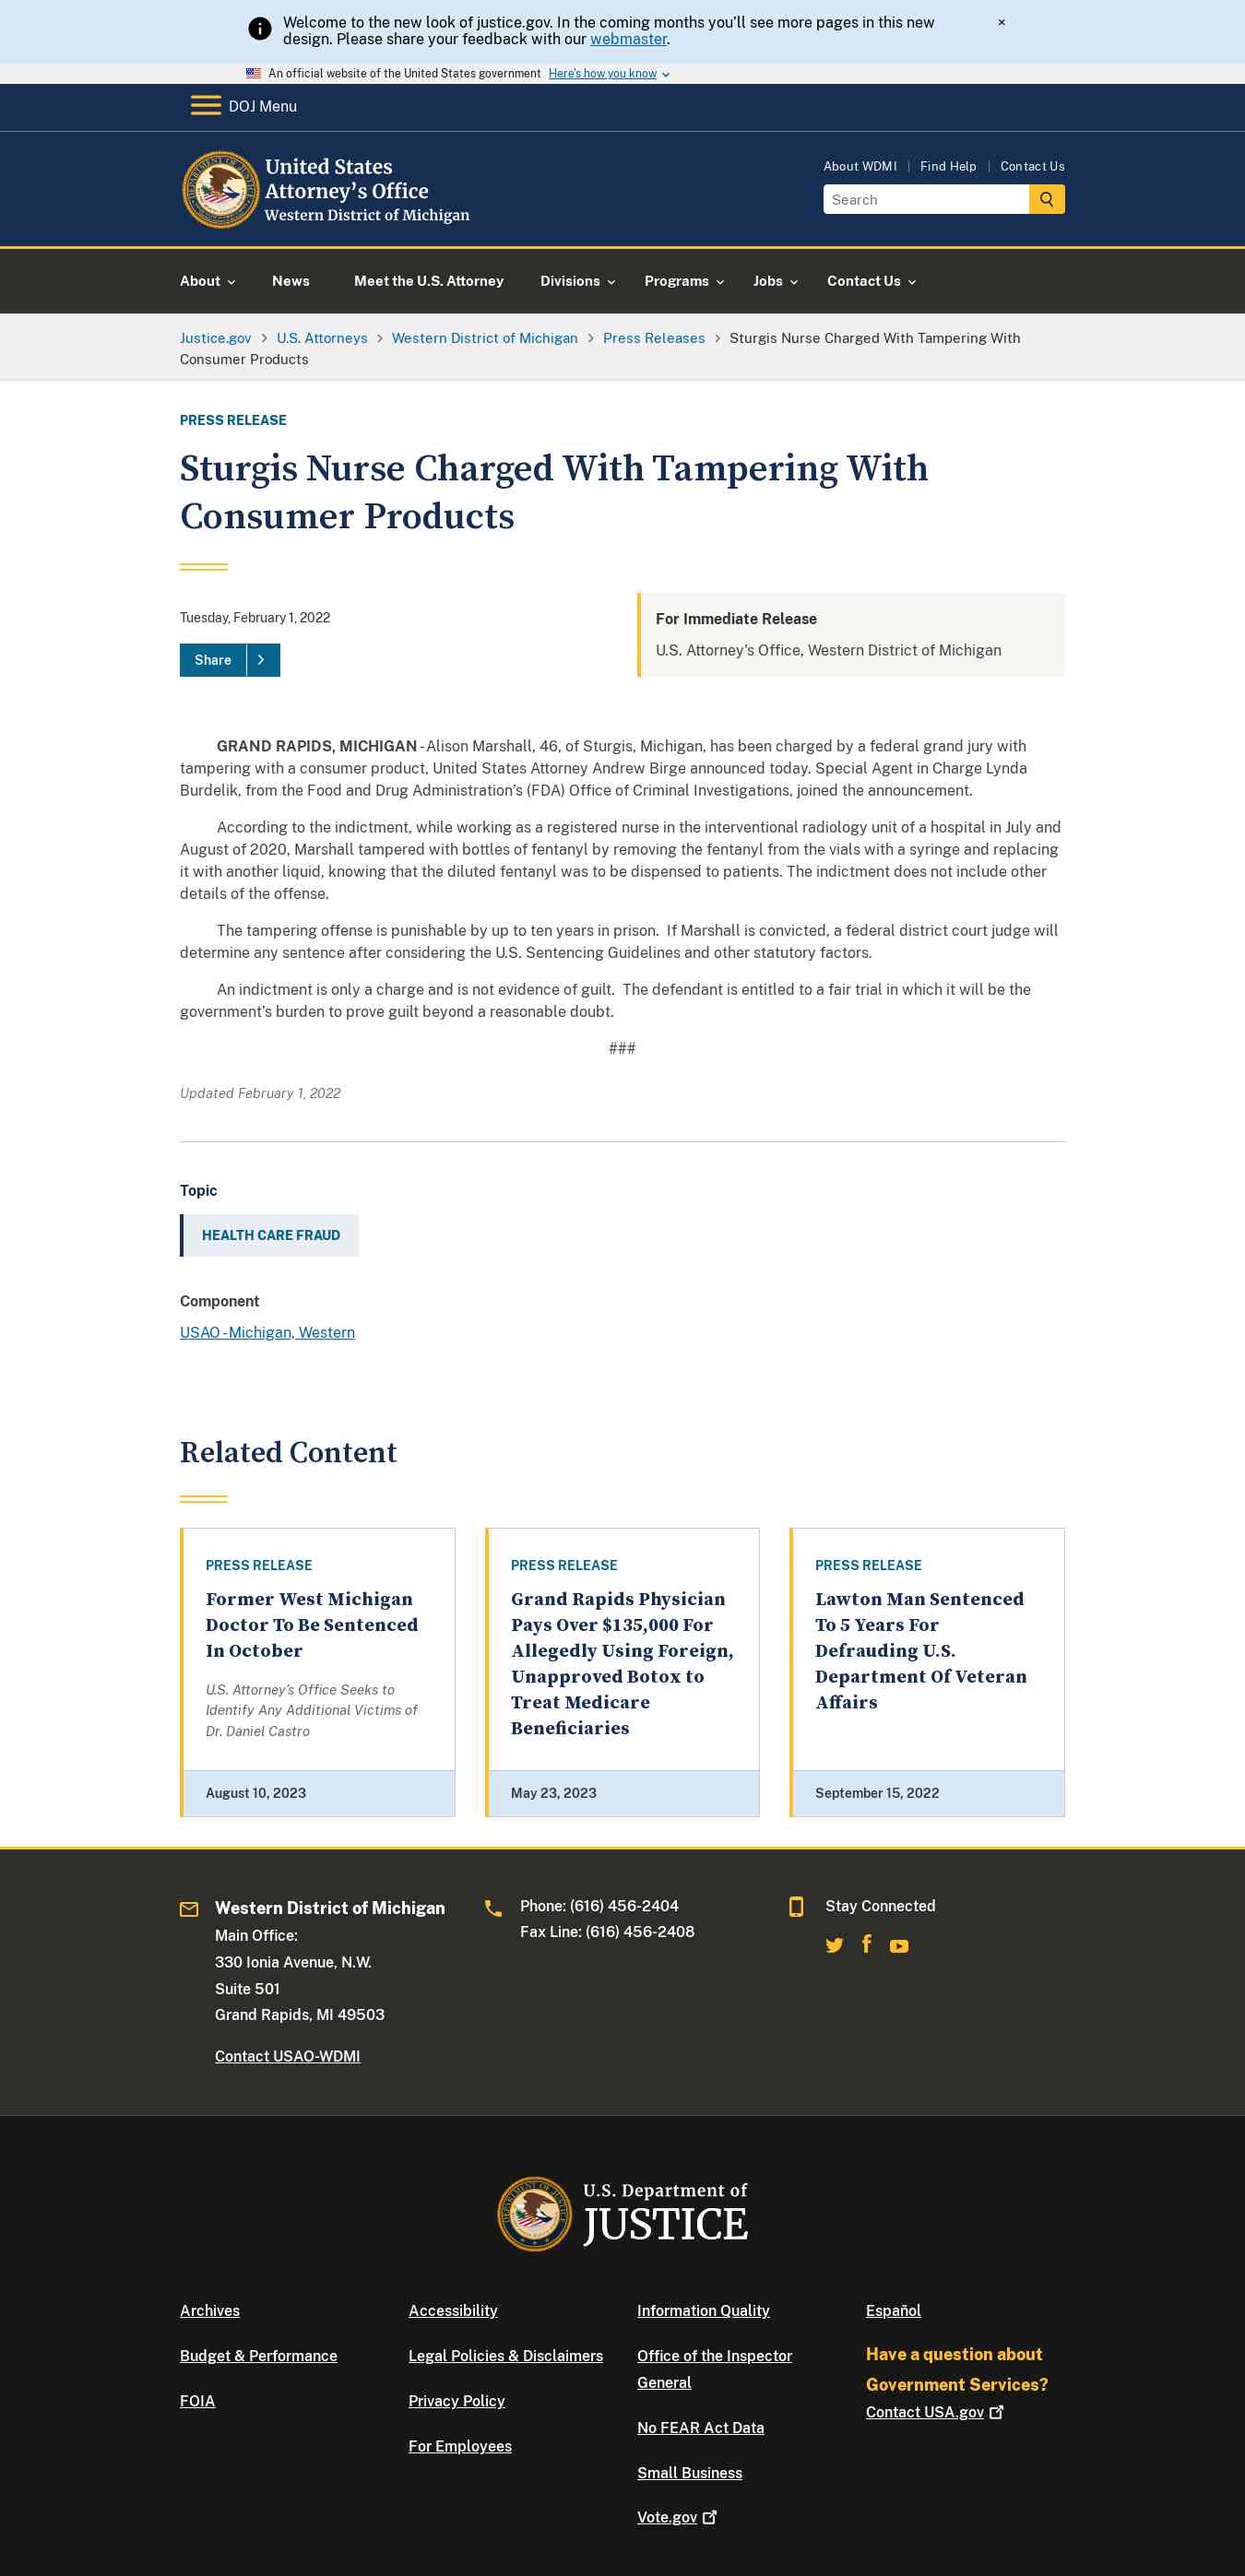 Welcome to the new look of justice.gov. In the coming months you'll see more pages in this new
design. Please share your feedback with our webmaster.
×
An official website of the United States government Here's how you know
DOJ Menu
United States
Attorney's Office
Western District of Michigan
About WDMI | Find Help | Contact Us
Search
About
News
Meet the U.S. Attorney
Divisions
Programs
Jobs
Contact Us
Justice.gov > U.S. Attorneys > Western District of Michigan > Press Releases > Sturgis Nurse Charged With Tampering With
Consumer Products
PRESS RELEASE
Sturgis Nurse Charged With Tampering With
Consumer Products
Tuesday, February 1, 2022
Share >
For Immediate Release
U.S. Attorney's Office, Western District of Michigan
GRAND RAPIDS, MICHIGAN - Alison Marshall, 46, of Sturgis, Michigan, has been charged by a federal grand jury with
tampering with a consumer product, United States Attorney Andrew Birge announced today. Special Agent in Charge Lynda
Burdelik, from the Food and Drug Administration's (FDA) Office of Criminal Investigations, joined the announcement.
According to the indictment, while working as a registered nurse in the interventional radiology unit of a hospital in July and
August of 2020, Marshall tampered with bottles of fentanyl by removing the fentanyl from the vials with a syringe and replacing
it with another liquid, knowing that the diluted fentanyl was to be dispensed to patients. The indictment does not include other
details of the offense.
The tampering offense is punishable by up to ten years in prison.  If Marshall is convicted, a federal district court judge will
determine any sentence after considering the U.S. Sentencing Guidelines and other statutory factors.
An indictment is only a charge and is not evidence of guilt.  The defendant is entitled to a fair trial in which it will be the
government's burden to prove guilt beyond a reasonable doubt.
###
Updated February 1, 2022
Topic
HEALTH CARE FRAUD
Component
USAO - Michigan, Western
Related Content
PRESS RELEASE
Former West Michigan
Doctor To Be Sentenced
In October
U.S. Attorney's Office Seeks to
Identify Any Additional Victims of
Dr. Daniel Castro
August 10, 2023
PRESS RELEASE
Grand Rapids Physician
Pays Over $135,000 For
Allegedly Using Foreign,
Unapproved Botox to
Treat Medicare
Beneficiaries
May 23, 2023
PRESS RELEASE
Lawton Man Sentenced
To 5 Years For
Defrauding U.S.
Department Of Veteran
Affairs
September 15, 2022
Western District of Michigan
Main Office:
330 Ionia Avenue, N.W.
Suite 501
Grand Rapids, MI 49503
Contact USAO-WDMI
Phone: (616) 456-2404
Fax Line: (616) 456-2408
Stay Connected
U.S. Department of
JUSTICE
Archives
Budget & Performance
FOIA
Accessibility
Legal Policies & Disclaimers
Privacy Policy
For Employees
Information Quality
Office of the Inspector
General
No FEAR Act Data
Small Business
Vote.gov
Español
Have a question about
Government Services?
Contact USA.gov